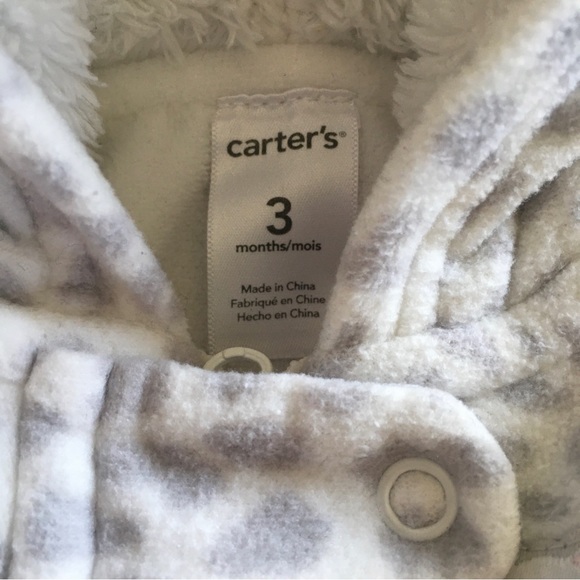 carter's®
3
months/mois
Made in China
Fabriqué en Chine
Hecho en China